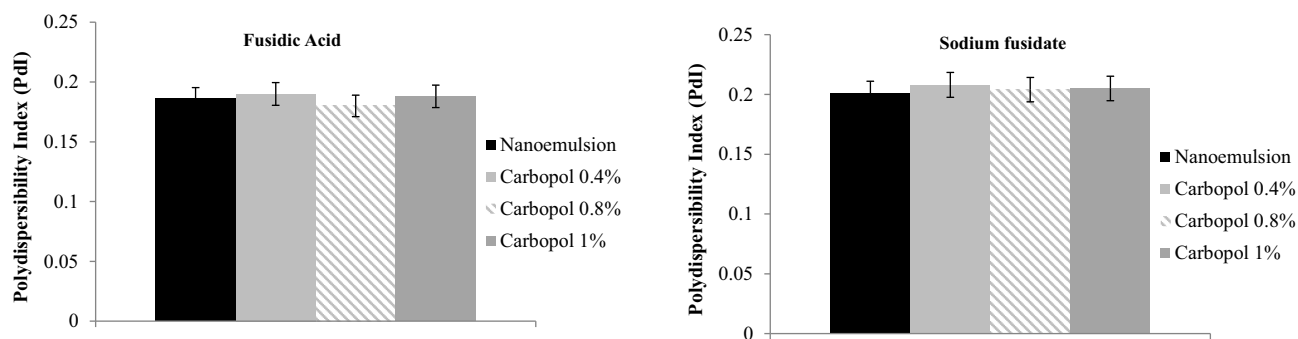 Fusidic Acid
Polydispersibility Index (PdI)
0.25
0.2
0.15
0.1
0.05
0
Nanoemulsion
Carbopol 0.4%
Carbopol 0.8%
Carbopol 1%
Sodium fusidate
Polydispersibility Index (PdI)
0.25
0.2
0.15
0.1
0.05
0
Nanoemulsion
Carbopol 0.4%
Carbopol 0.8%
Carbopol 1%